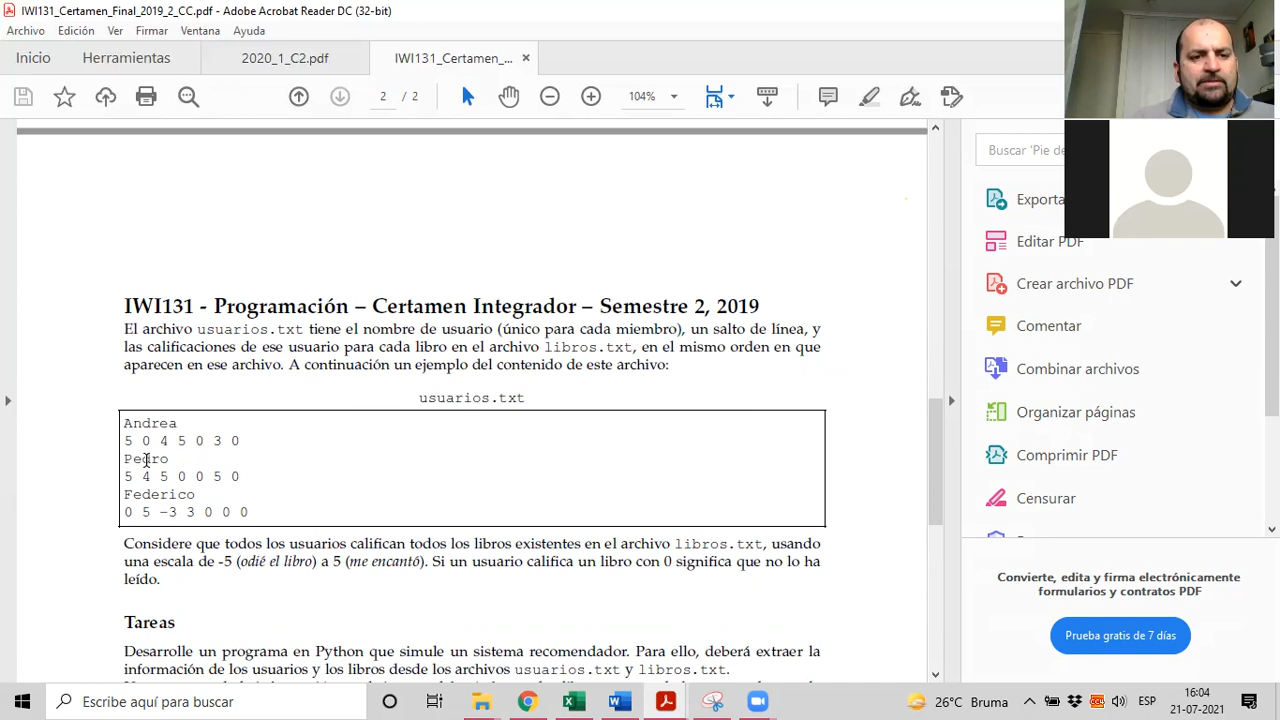 IWI131_Certamen_Final_2019_2_CC.pdf - Adobe Acrobat Reader DC (32-bit)
Archivo Edición Ver Firmar Ventana Ayuda
Inicio Herramientas 2020_1_C2.pdf IWI131_Certamen_... ×
2 / 2 104%
Buscar 'Pie de
Exporta
Editar PDF
Crear archivo PDF
Comentar
Combinar archivos
Organizar páginas
Comprimir PDF
Censurar
Convierte, edita y firma electrónicamente
formularios y contratos PDF
Prueba gratis de 7 días
IWI131 - Programación – Certamen Integrador – Semestre 2, 2019
El archivo usuarios.txt tiene el nombre de usuario (único para cada miembro), un salto de línea, y
las calificaciones de ese usuario para cada libro en el archivo libros.txt, en el mismo orden en que
aparecen en ese archivo. A continuación un ejemplo del contenido de este archivo:
usuarios.txt
Andrea
5 0 4 5 0 3 0
Pedro
5 4 5 0 0 5 0
Federico
0 5 −3 3 0 0 0
Considere que todos los usuarios califican todos los libros existentes en el archivo libros.txt, usando
una escala de -5 (odié el libro) a 5 (me encantó). Si un usuario califica un libro con 0 significa que no lo ha
leído.
Tareas
Desarrolle un programa en Python que simule un sistema recomendador. Para ello, deberá extraer la
información de los usuarios y los libros desde los archivos usuarios.txt y libros.txt.
Escribe aquí para buscar
26°C Bruma
ESP
16:04
21-07-2021